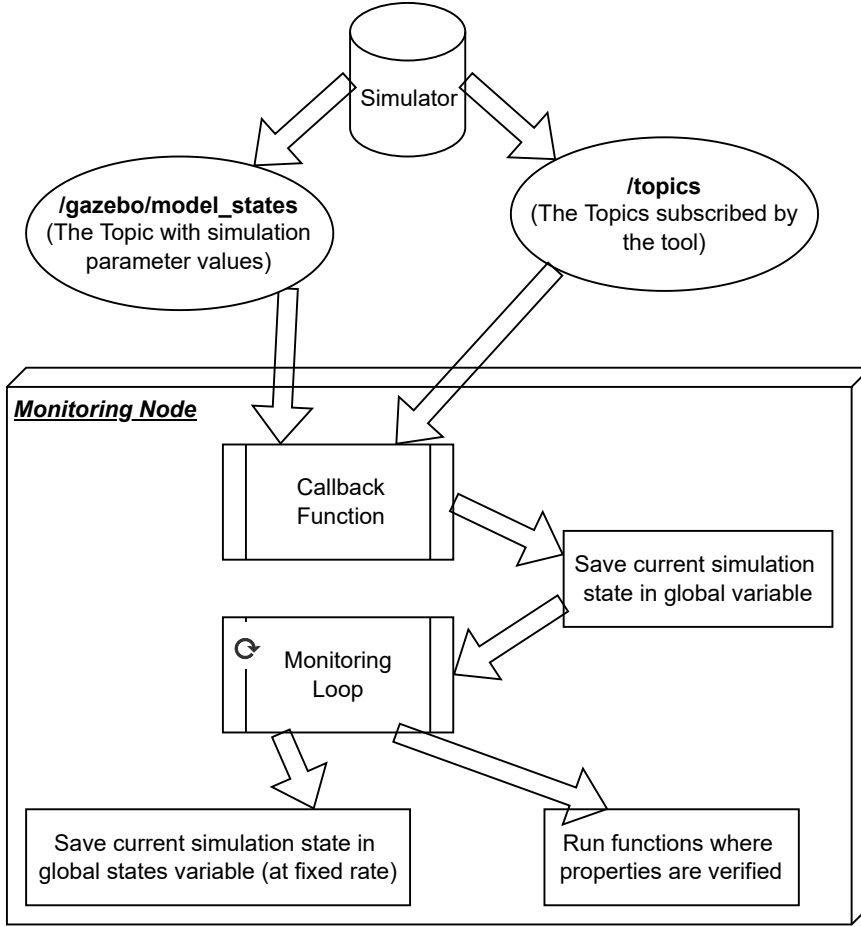 Simulator
/gazebo/model_states
(The Topic with simulation
parameter values)
/topics
(The Topics subscribed by
the tool)
Monitoring Node
Callback
Function
Save current simulation
state in global variable
Monitoring
Loop
Save current simulation state in
global states variable (at fixed rate)
Run functions where
properties are verified